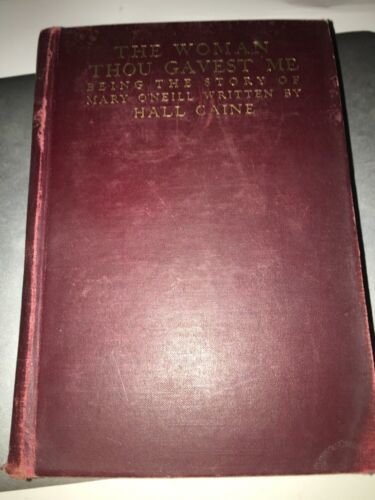 THE WOMAN
THOU GAVEST ME
BEING THE STORY OF
MARY O'NEILL WRITTEN BY
HALL CAINE